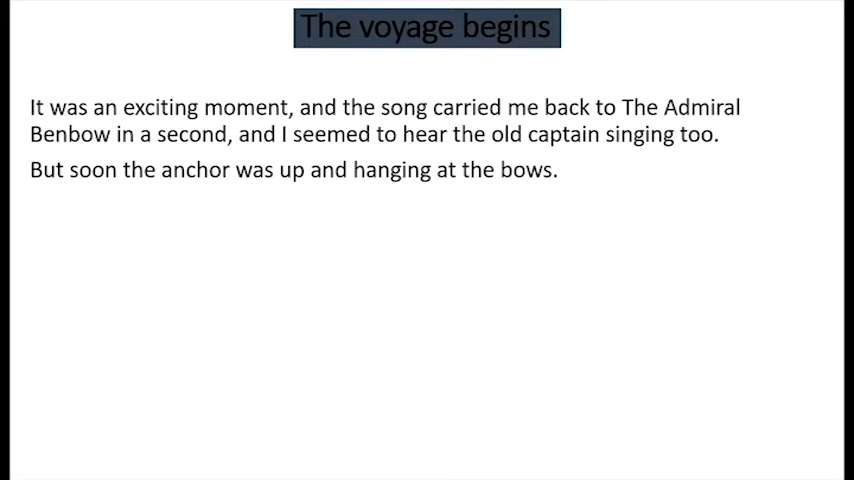 The voyage begins
It was an exciting moment, and the song carried me back to The Admiral
Benbow in a second, and I seemed to hear the old captain singing too.
But soon the anchor was up and hanging at the bows.